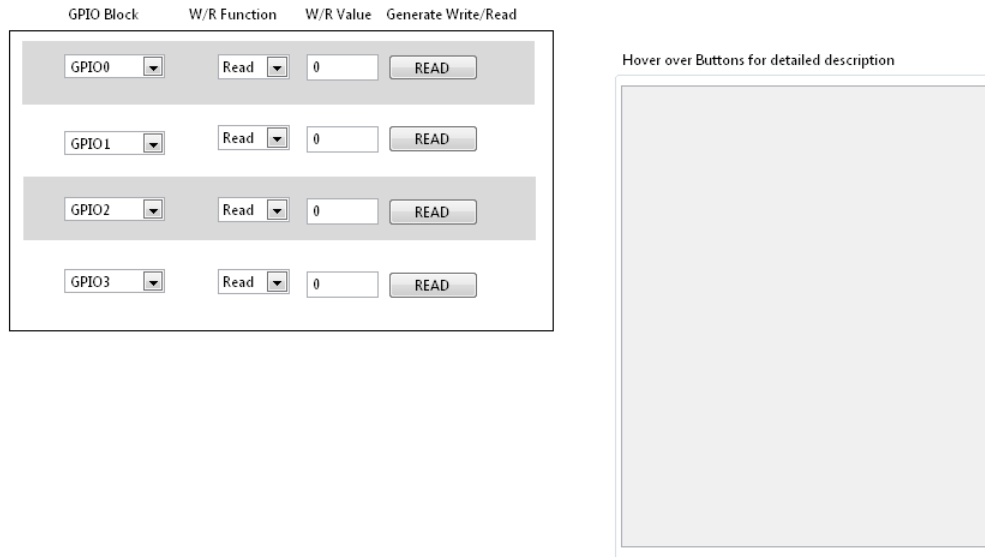 GPIO Block W/R Function W/R Value Generate Write/Read
GPIO0 Read 0 READ
GPIO1 Read 0 READ
GPIO2 Read 0 READ
GPIO3 Read 0 READ
Hover over Buttons for detailed description